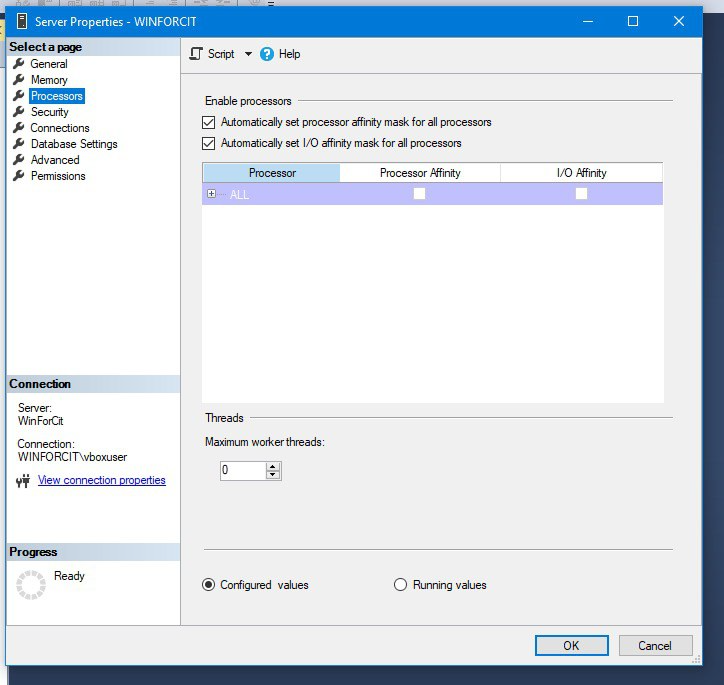 Server Properties - WINFORCIT
Select a page
General
Memory
Processors
Security
Connections
Database Settings
Advanced
Permissions
Script
Help
Enable processors
Automatically set processor affinity mask for all processors
Automatically set I/O affinity mask for all processors
Processor Processor Affinity I/O Affinity
ALL
Threads
Maximum worker threads:
0
Configured values Running values
Connection
Server:
WinForCit
Connection:
WINFORCIT\vboxuser
View connection properties
Progress
Ready
OK Cancel